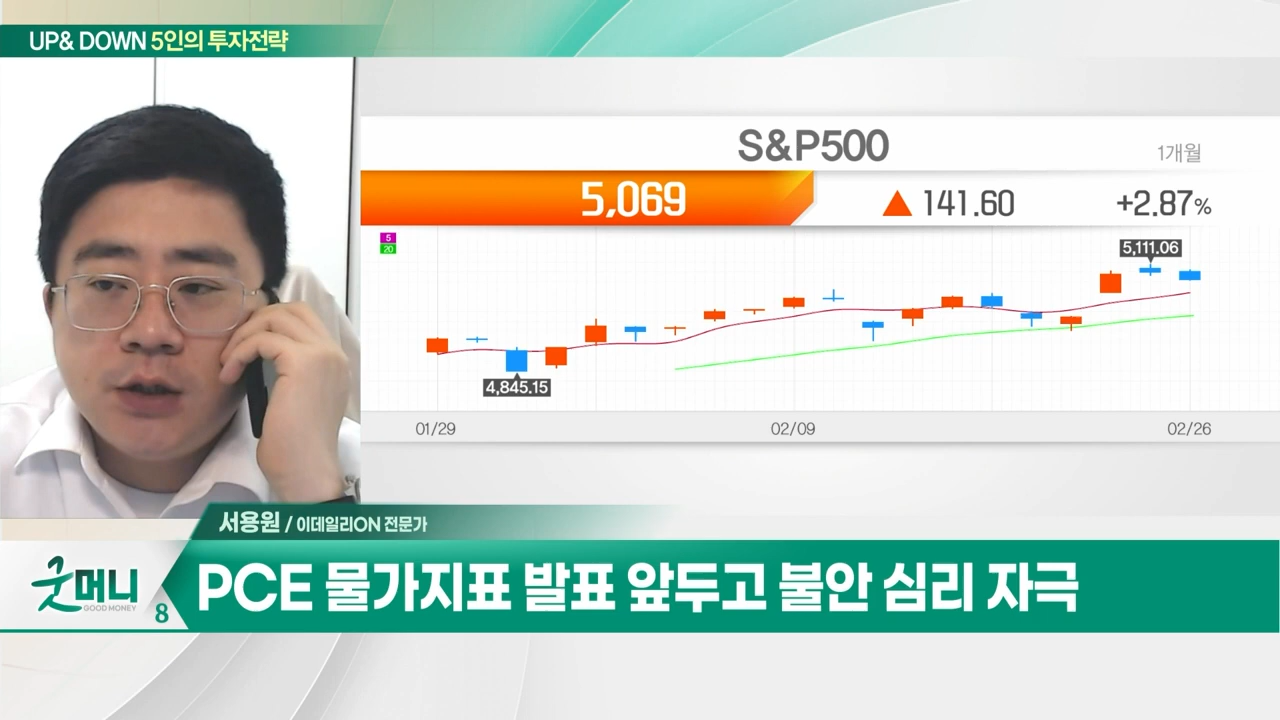 UP& DOWN 5인의 투자전략
S&P500
1개월
5,069
▲ 141.60
+2.87%
5
20
5,111.06
4,845.15
01/29
02/09
02/26
서용원 / 이데일리ON 전문가
굿머니
GOOD MONEY
8
PCE 물가지표 발표 앞두고 불안 심리 자극